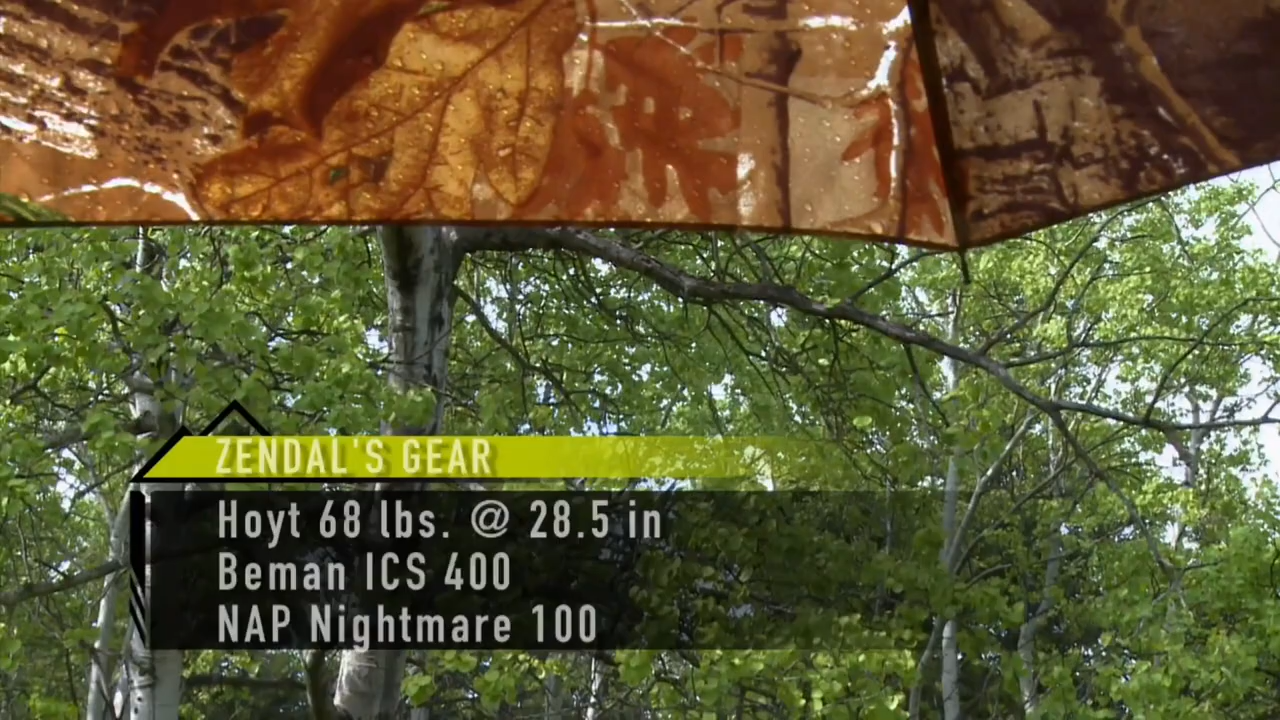 ZENDAL'S GEAR
Hoyt 68 lbs. @ 28.5 in
Beman ICS 400
NAP Nightmare 100